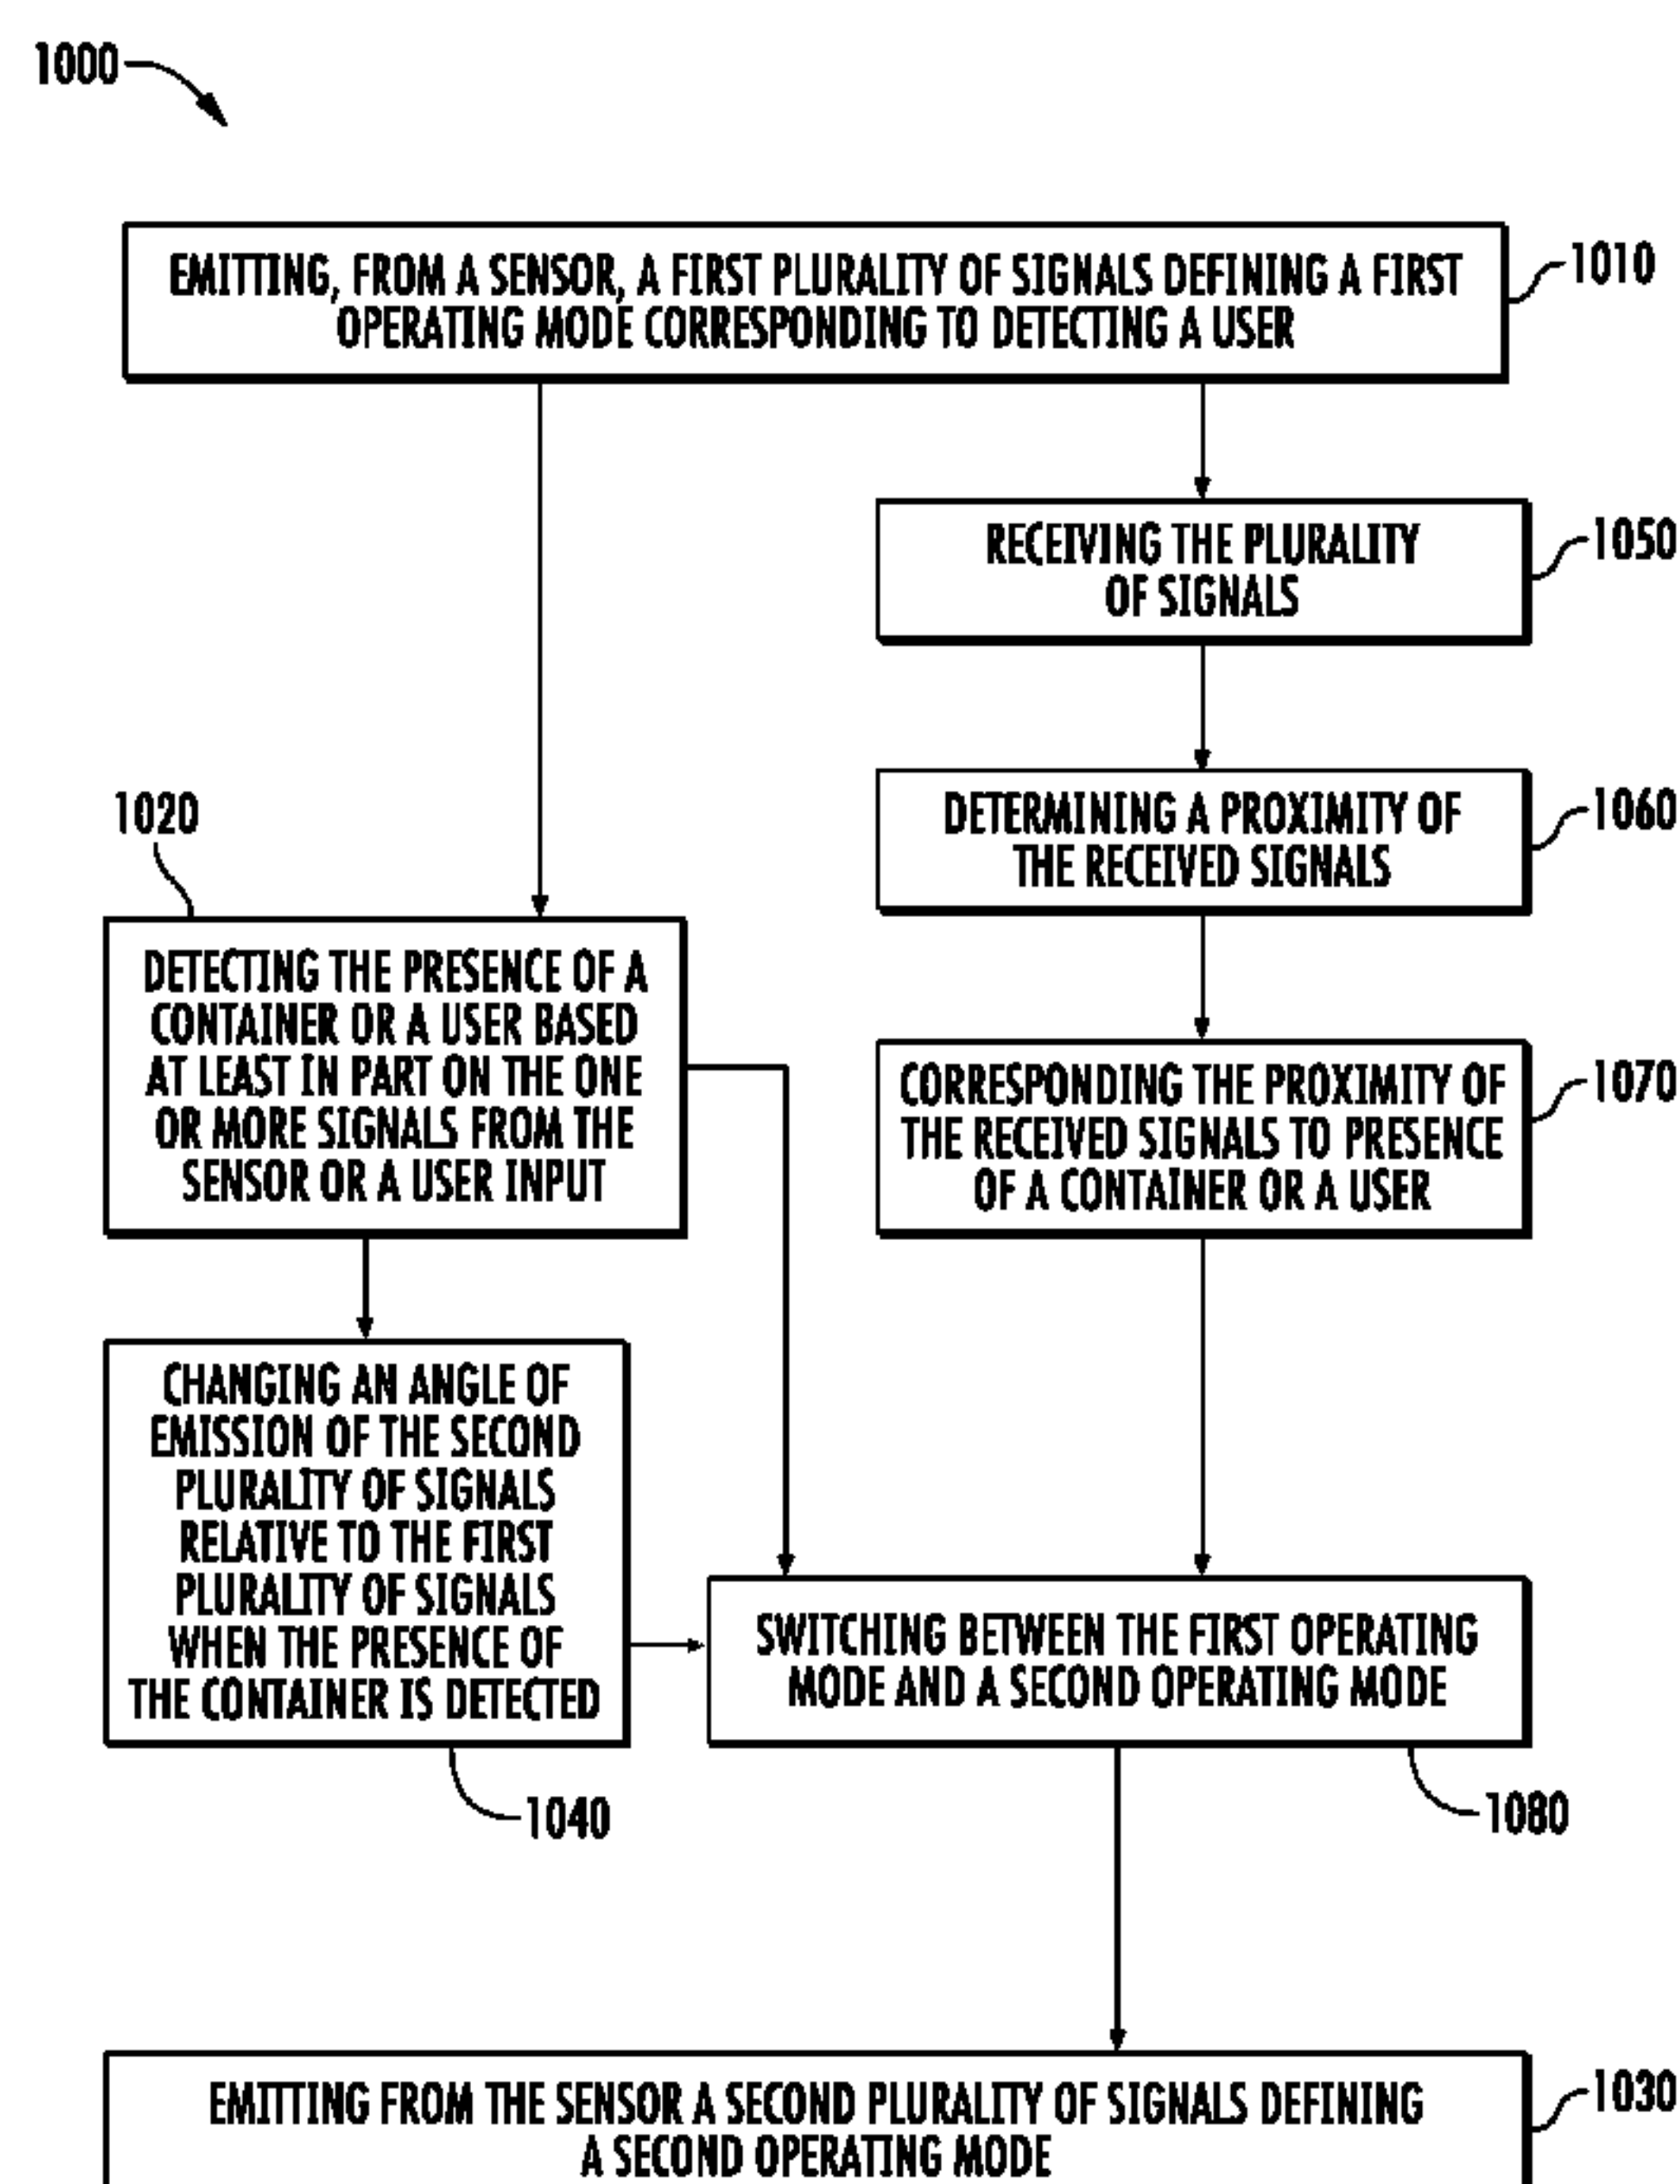 1000
EMITTING, FROM A SENSOR, A FIRST PLURALITY OF SIGNALS DEFINING A FIRST
OPERATING MODE CORRESPONDING TO DETECTING A USER
1010
RECEIVING THE PLURALITY
OF SIGNALS
1050
DETERMINING A PROXIMITY OF
THE RECEIVED SIGNALS
1060
1020
DETECTING THE PRESENCE OF A
CONTAINER OR A USER BASED
AT LEAST IN PART ON THE ONE
OR MORE SIGNALS FROM THE
SENSOR OR A USER INPUT
CORRESPONDING THE PROXIMITY OF
THE RECEIVED SIGNALS TO PRESENCE
OF A CONTAINER OR A USER
1070
CHANGING AN ANGLE OF
EMISSION OF THE SECOND
PLURALITY OF SIGNALS
RELATIVE TO THE FIRST
PLURALITY OF SIGNALS
WHEN THE PRESENCE OF
THE CONTAINER IS DETECTED
1040
SWITCHING BETWEEN THE FIRST OPERATING
MODE AND A SECOND OPERATING MODE
1080
EMITTING FROM THE SENSOR A SECOND PLURALITY OF SIGNALS DEFINING
A SECOND OPERATING MODE
1030